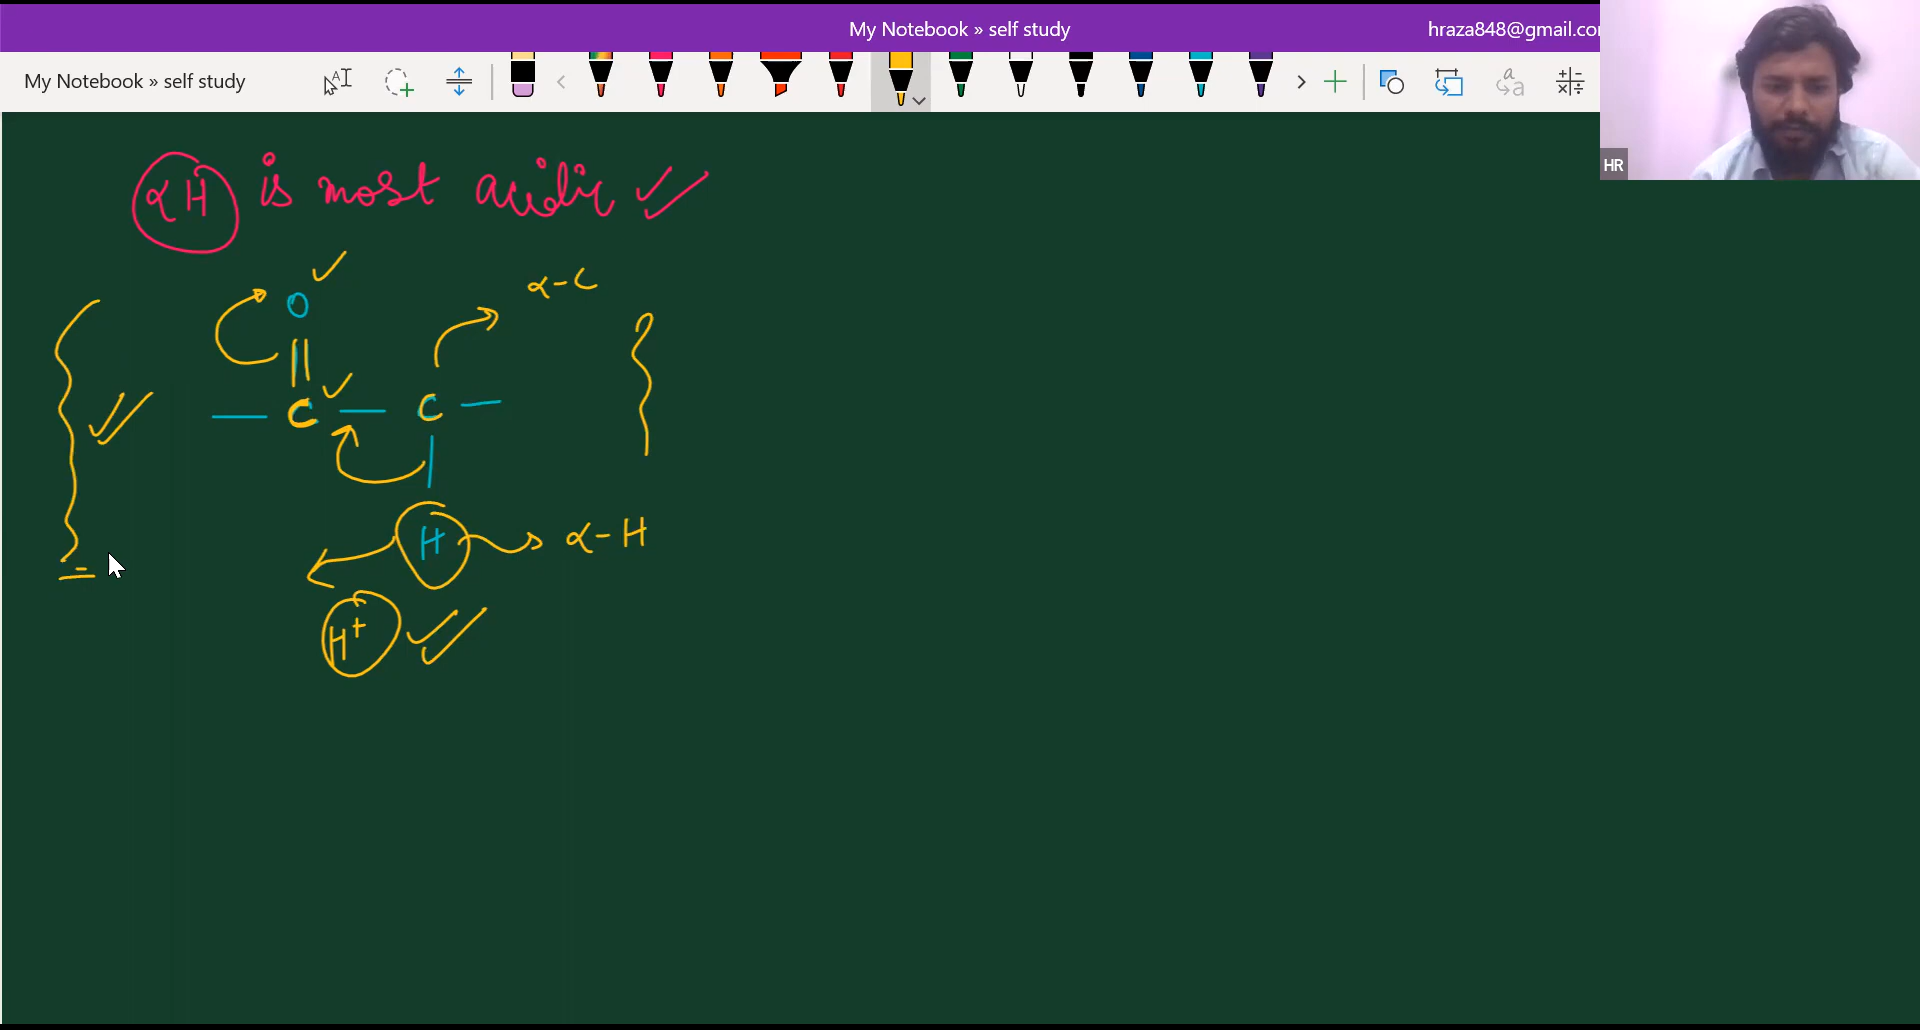 My Notebook » self study
hraza848@gmail.co
My Notebook » self study
HR
αH is most acidic
O
α-C
C C
H α-H
H+